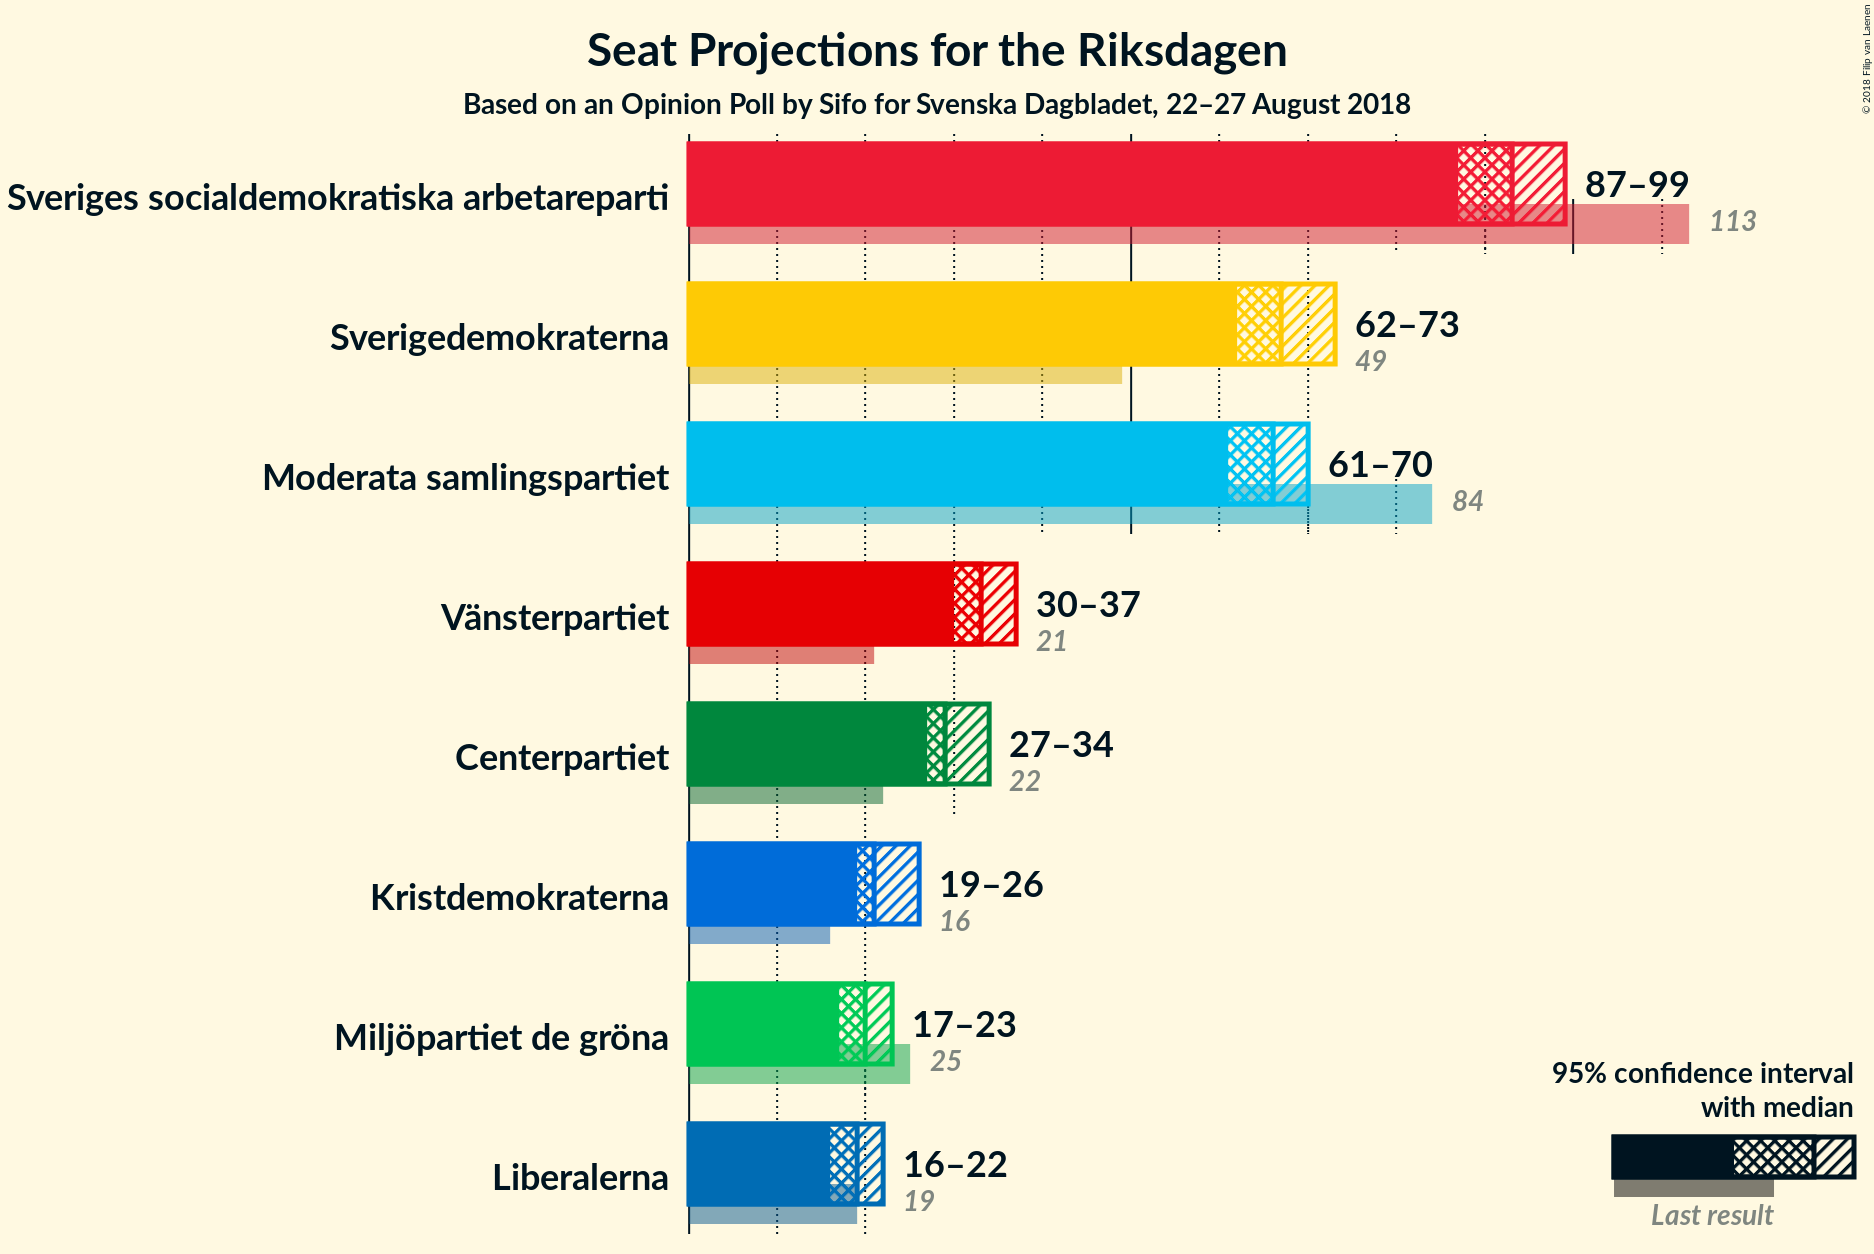 Seat Projections for the Riksdagen
Based on an Opinion Poll by Sifo for Svenska Dagbladet, 22–27 August 2018
© 2018 Filip van Laenen
Sveriges socialdemokratiska arbetareparti
87–99
113
Sverigedemokraterna
62–73
49
Moderata samlingspartiet
61–70
84
Vänsterpartiet
30–37
21
Centerpartiet
27–34
22
Kristdemokraterna
19–26
16
Miljöpartiet de gröna
17–23
25
Liberalerna
16–22
19
95% confidence interval
with median
Last result